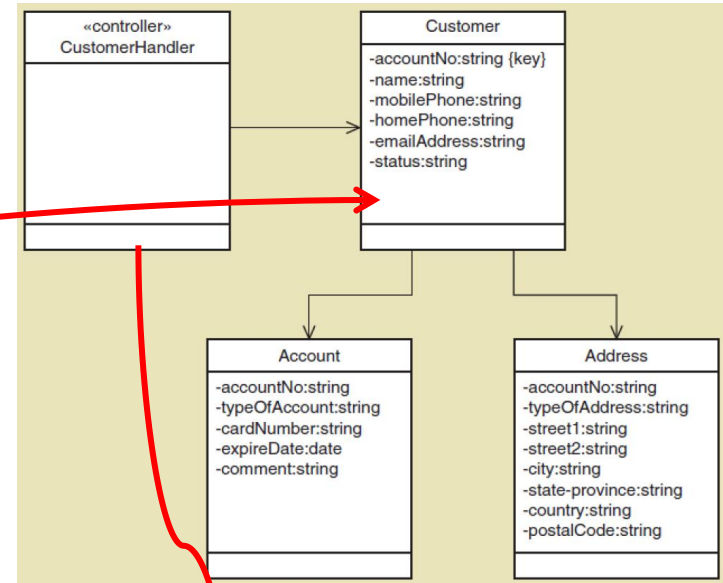 «controller»
CustomerHandler
Customer
-accountNo:string {key}
-name:string
-mobilePhone:string
-homePhone:string
-emailAddress:string
-status:string
Account
-accountNo:string
-typeOfAccount:string
-cardNumber:string
-expireDate:date
-comment:string
Address
-accountNo:string
-typeOfAddress:string
-street1:string
-street2:string
-city:string
-state-province:string
-country:string
-postalCode:string